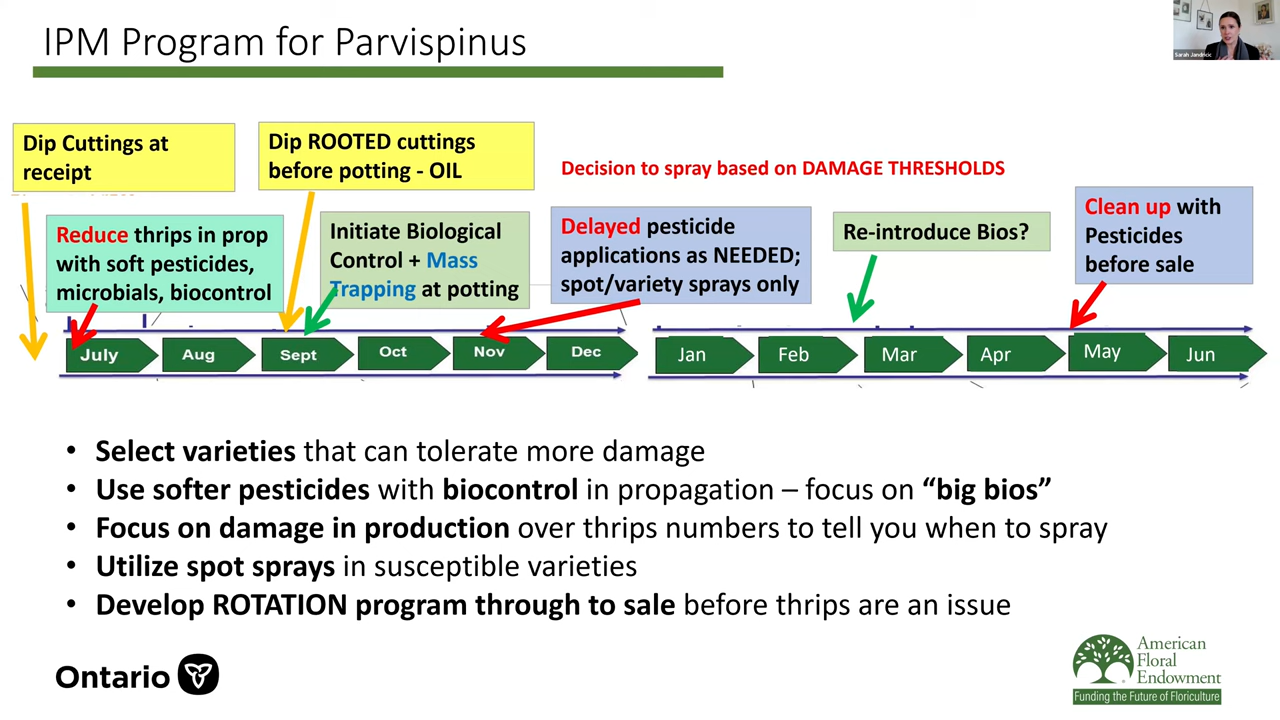 IPM Program for Parvispinus
Sarah Jandricic
Dip Cuttings at
receipt
Dip ROOTED cuttings
before potting - OIL
Decision to spray based on DAMAGE THRESHOLDS
Reduce thrips in prop
with soft pesticides,
microbials, biocontrol
Initiate Biological
Control + Mass
Trapping at potting
Delayed pesticide
applications as NEEDED;
spot/variety sprays only
Re-introduce Bios?
Clean up with
Pesticides
before sale
July Aug Sept Oct Nov Dec Jan Feb Mar Apr May Jun
• Select varieties that can tolerate more damage
• Use softer pesticides with biocontrol in propagation – focus on “big bios”
• Focus on damage in production over thrips numbers to tell you when to spray
• Utilize spot sprays in susceptible varieties
• Develop ROTATION program through to sale before thrips are an issue
Ontario
American
Floral
Endowment
Funding the Future of Floriculture